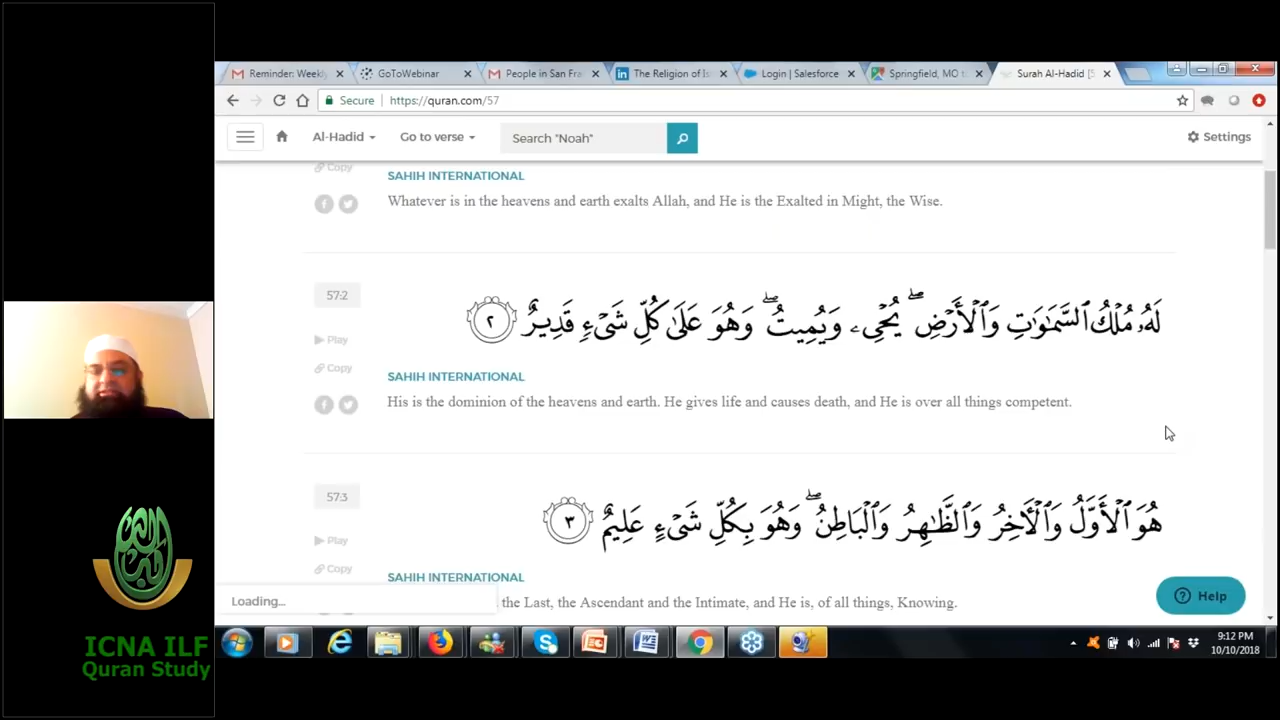 Reminder: Weekly
GoToWebinar
People in San Fra
The Religion of Is
Login | Salesforce
Springfield, MO t
Surah Al-Hadid [5
Secure | https://quran.com/57
Al-Hadid
Go to verse
Search "Noah"
Settings
Copy
SAHIH INTERNATIONAL
Whatever is in the heavens and earth exalts Allah, and He is the Exalted in Might, the Wise.
57:2
لَهُۥ مُلۡكُ ٱلسَّمَٰوَٰتِ وَٱلۡأَرۡضِۖ يُحۡيِۦ وَيُمِيتُۖ وَهُوَ عَلَىٰ كُلِّ شَيۡءٖ قَدِيرٌ ٢
Play
Copy
SAHIH INTERNATIONAL
His is the dominion of the heavens and earth. He gives life and causes death, and He is over all things competent.
57:3
هُوَ ٱلۡأَوَّلُ وَٱلۡأٓخِرُ وَٱلظَّٰهِرُ وَٱلۡبَاطِنُۖ وَهُوَ بِكُلِّ شَيۡءٍ عَلِيمٌ ٣
Play
Copy
SAHIH INTERNATIONAL
the Last, the Ascendant and the Intimate, and He is, of all things, Knowing.
Loading...
Help
9:12 PM
10/10/2018
ICNA ILF
Quran Study